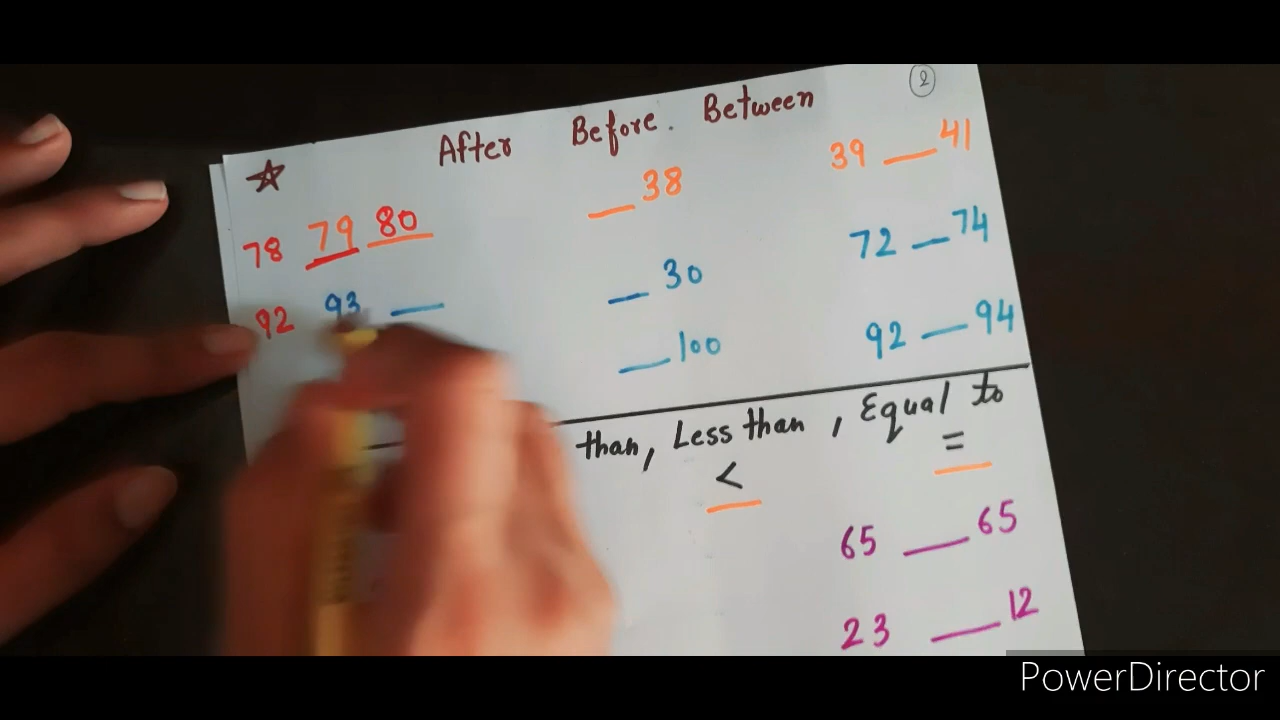 2
After Before. Between
78 79 80 __ 38 39 __ 41
92 93 __ __ 30 72 __ 74
__ 100 92 __ 94
than, Less than, Equal to
< =
65 __ 65
23 __ 12
PowerDirector